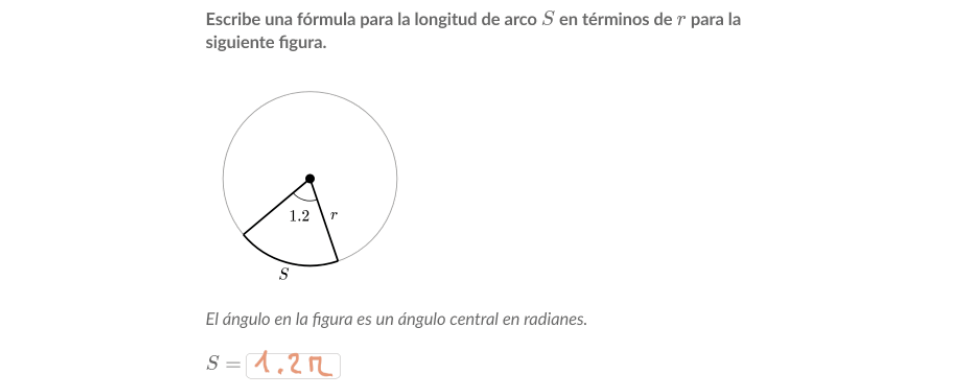 Escribe una fórmula para la longitud de arco S en términos de r para la
siguiente figura.
1.2
r
S
El ángulo en la figura es un ángulo central en radianes.
S = 1.2 r